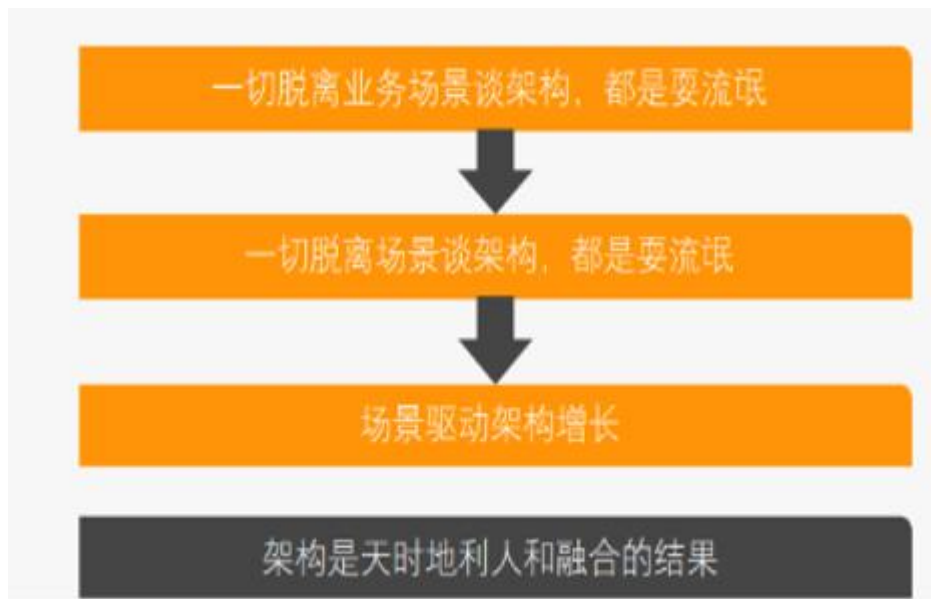 一切脱离业务场景谈架构，都是耍流氓
一切脱离场景谈架构，都是耍流氓
场景驱动架构增长
架构是天时地利人和融合的结果